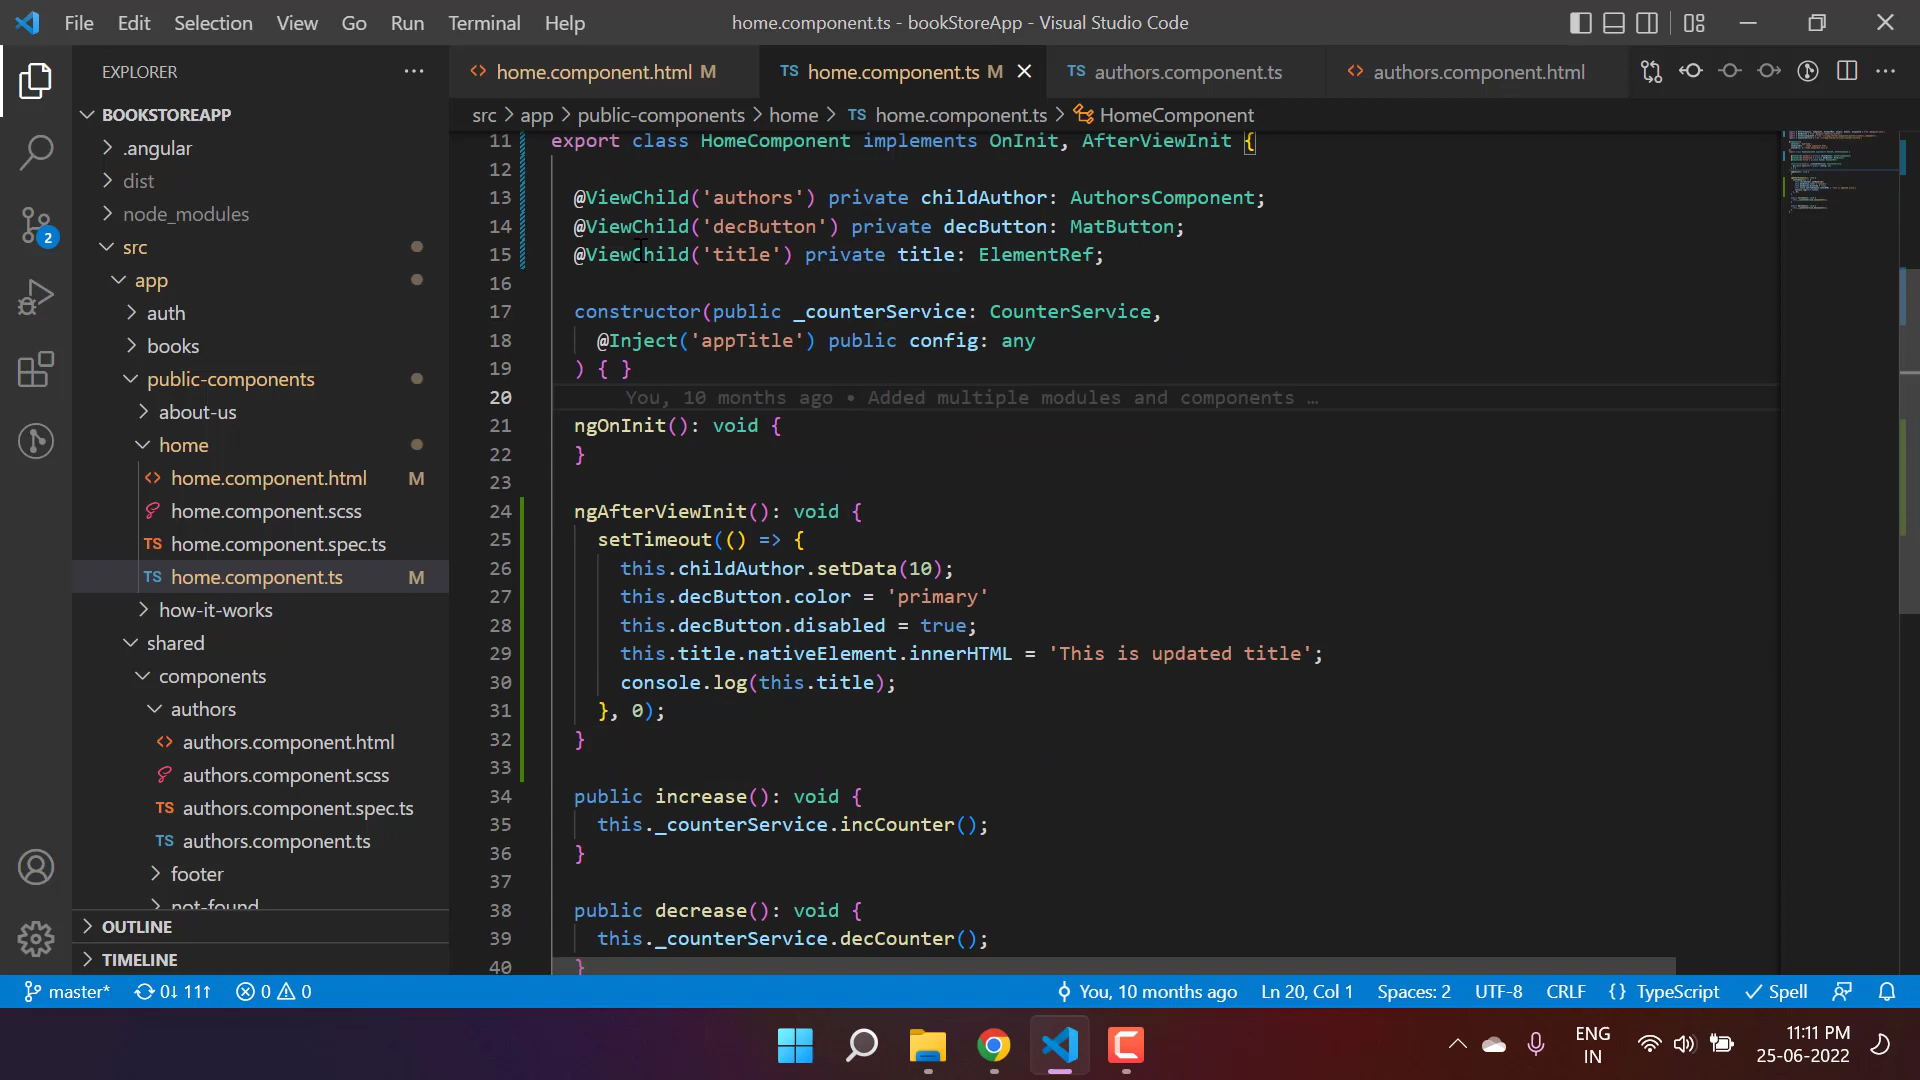 File Edit Selection View Go Run Terminal Help
home.component.ts - bookStoreApp - Visual Studio Code
EXPLORER
BOOKSTOREAPP
.angular
dist
node_modules
src
app
auth
books
public-components
about-us
home
home.component.html M
home.component.scss
home.component.spec.ts
home.component.ts M
how-it-works
shared
components
authors
authors.component.html
authors.component.scss
authors.component.spec.ts
authors.component.ts
footer
not-found
OUTLINE
TIMELINE
2
home.component.html M
TS home.component.ts M
TS authors.component.ts
authors.component.html
src > app > public-components > home > TS home.component.ts > HomeComponent
11 export class HomeComponent implements OnInit, AfterViewInit {
12
13 @ViewChild('authors') private childAuthor: AuthorsComponent;
14 @ViewChild('decButton') private decButton: MatButton;
15 @ViewChild('title') private title: ElementRef;
16
17 constructor(public _counterService: CounterService,
18 @Inject('appTitle') public config: any
19 ) { }
20 You, 10 months ago • Added multiple modules and components …
21 ngOnInit(): void {
22 }
23
24 ngAfterViewInit(): void {
25 setTimeout(() => {
26 this.childAuthor.setData(10);
27 this.decButton.color = 'primary'
28 this.decButton.disabled = true;
29 this.title.nativeElement.innerHTML = 'This is updated title';
30 console.log(this.title);
31 }, 0);
32 }
33
34 public increase(): void {
35 this._counterService.incCounter();
36 }
37
38 public decrease(): void {
39 this._counterService.decCounter();
40 }
master* 0↓ 11↑ 0 0
You, 10 months ago Ln 20, Col 1 Spaces: 2 UTF-8 CRLF {} TypeScript Spell
ENG
IN
11:11 PM
25-06-2022